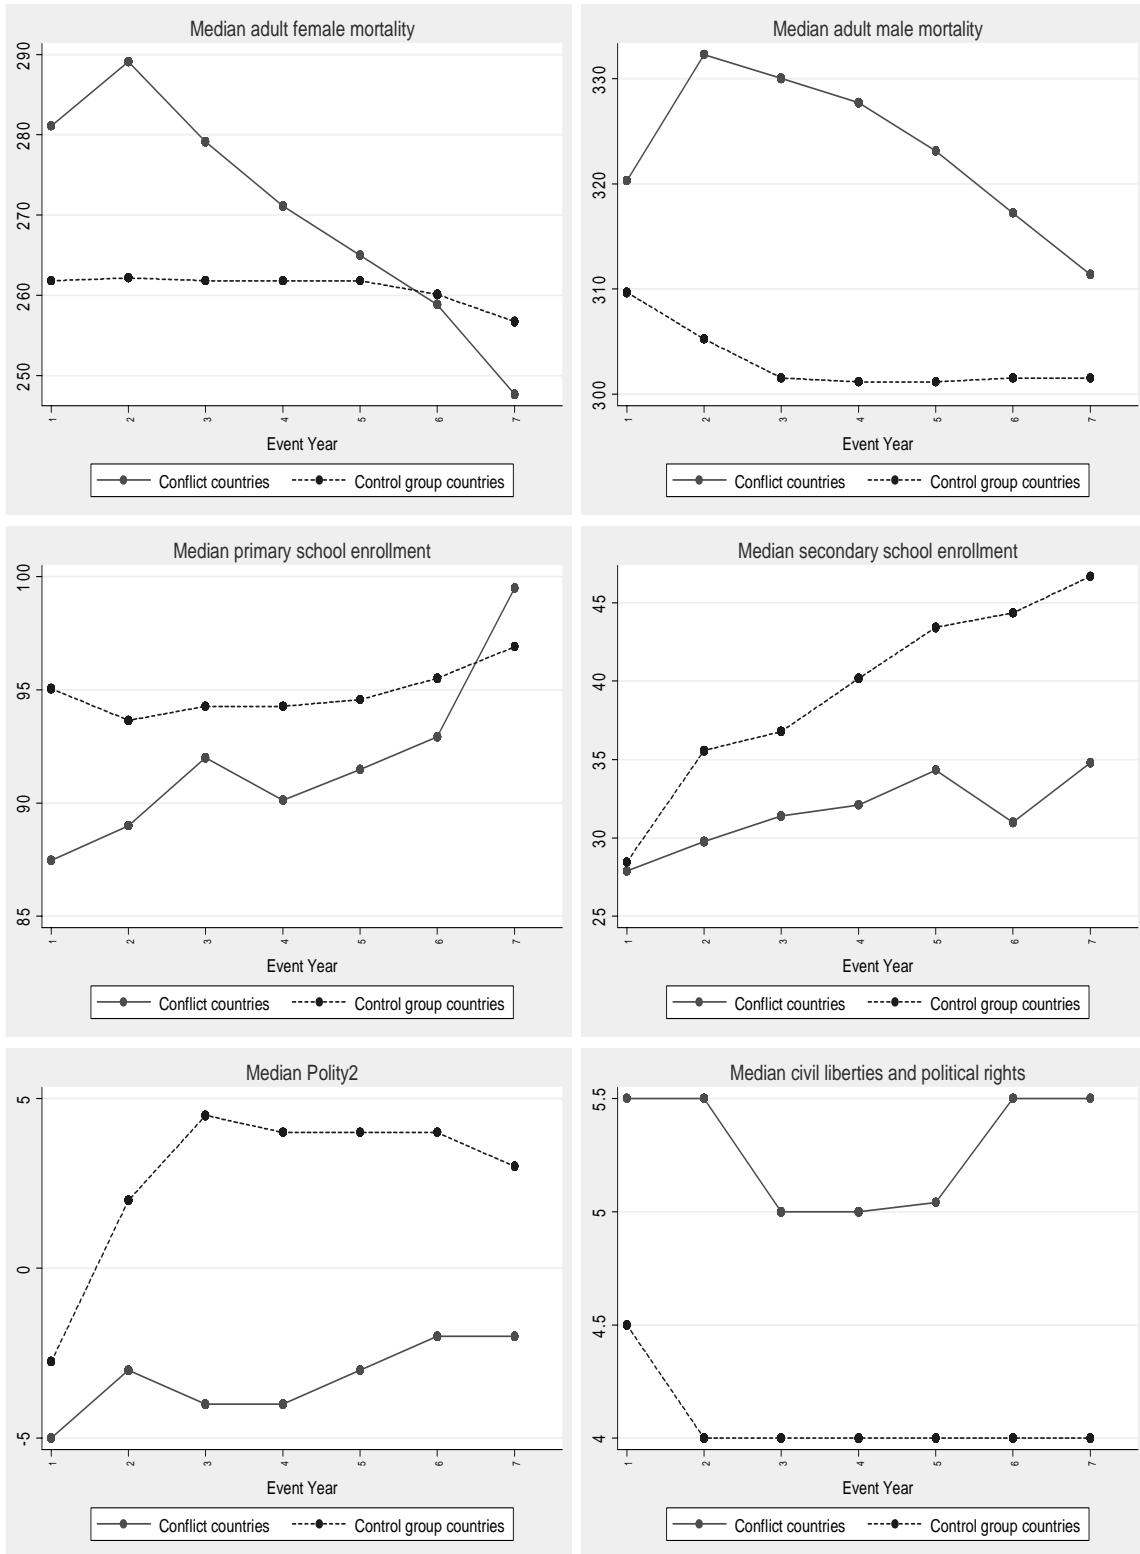 Median adult female mortality
290
280
270
260
250
1 2 3 4 5 6 7
Event Year
Conflict countries Control group countries
Median adult male mortality
330
320
310
300
1 2 3 4 5 6 7
Event Year
Conflict countries Control group countries
Median primary school enrollment
100
95
90
85
1 2 3 4 5 6 7
Event Year
Conflict countries Control group countries
Median secondary school enrollment
45
40
35
30
25
1 2 3 4 5 6 7
Event Year
Conflict countries Control group countries
Median Polity2
5
0
-5
1 2 3 4 5 6 7
Event Year
Conflict countries Control group countries
Median civil liberties and political rights
5.5
5
4.5
4
1 2 3 4 5 6 7
Event Year
Conflict countries Control group countries